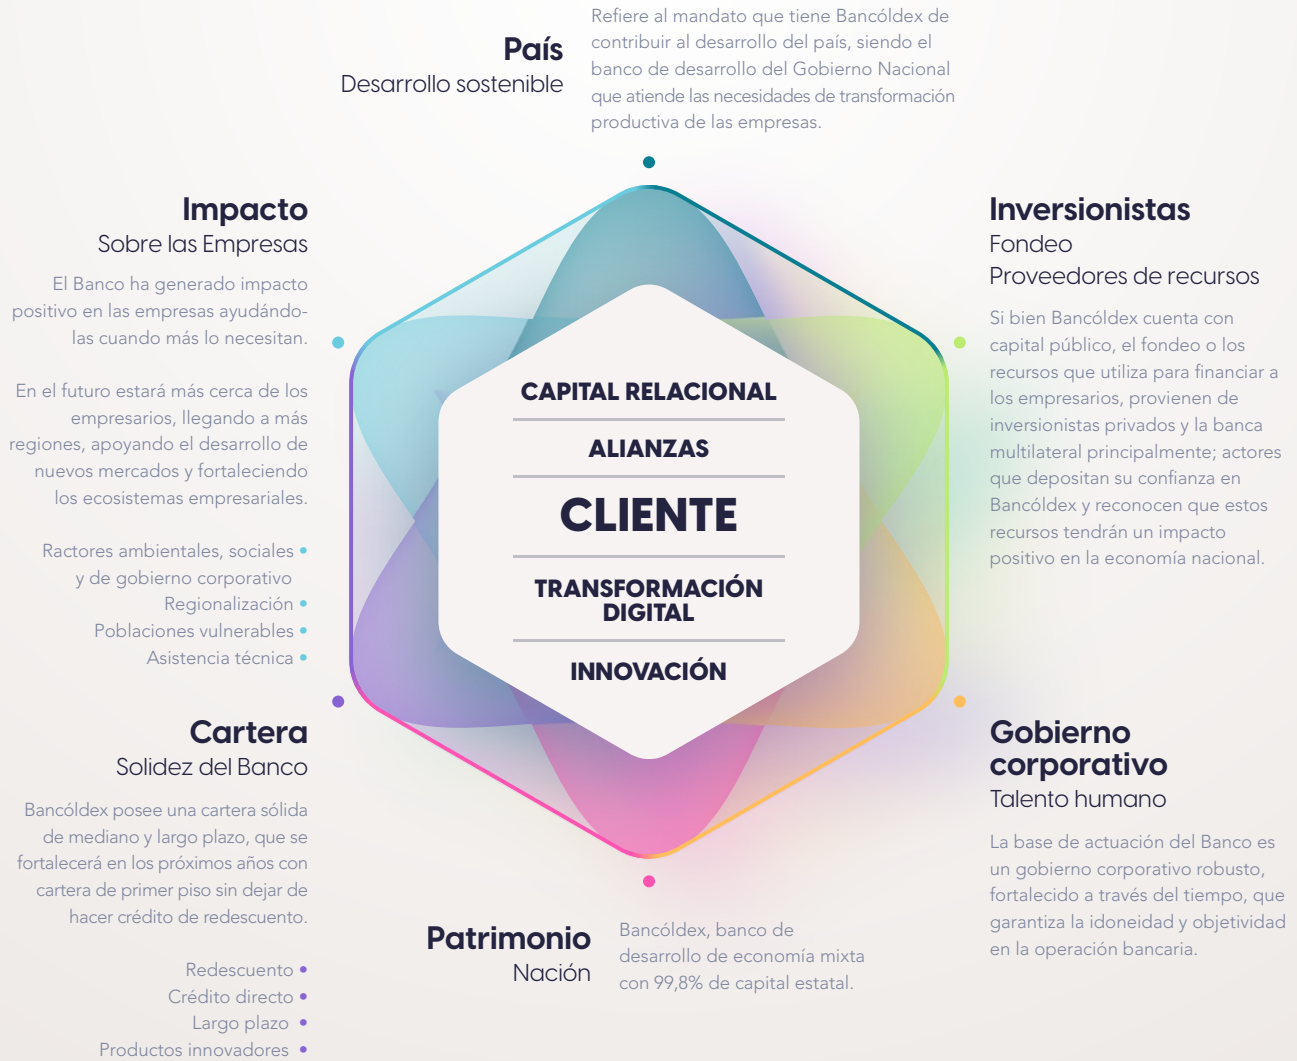 País
Desarrollo sostenible
Refiere al mandato que tiene Bancóldex de
contribuir al desarrollo del país, siendo el
banco de desarrollo del Gobierno Nacional
que atiende las necesidades de transformación
productiva de las empresas.
Impacto
Sobre las Empresas
El Banco ha generado impacto
positivo en las empresas ayudándo-
las cuando más lo necesitan.
En el futuro estará más cerca de los
empresarios, llegando a más
regiones, apoyando el desarrollo de
nuevos mercados y fortaleciendo
los ecosistemas empresariales.
Ractores ambientales, sociales •
y de gobierno corporativo
Regionalización •
Poblaciones vulnerables •
Asistencia técnica •
Inversionistas
Fondeo
Proveedores de recursos
Si bien Bancóldex cuenta con
capital público, el fondeo o los
recursos que utiliza para financiar a
los empresarios, provienen de
inversionistas privados y la banca
multilateral principalmente; actores
que depositan su confianza en
Bancóldex y reconocen que estos
recursos tendrán un impacto
positivo en la economía nacional.
CAPITAL RELACIONAL
ALIANZAS
CLIENTE
TRANSFORMACIÓN
DIGITAL
INNOVACIÓN
Cartera
Solidez del Banco
Bancóldex posee una cartera sólida
de mediano y largo plazo, que se
fortalecerá en los próximos años con
cartera de primer piso sin dejar de
hacer crédito de redescuento.
Redescuento •
Crédito directo •
Largo plazo •
Productos innovadores •
Gobierno
corporativo
Talento humano
La base de actuación del Banco es
un gobierno corporativo robusto,
fortalecido a través del tiempo, que
garantiza la idoneidad y objetividad
en la operación bancaria.
Patrimonio
Nación
Bancóldex, banco de
desarrollo de economía mixta
con 99,8% de capital estatal.